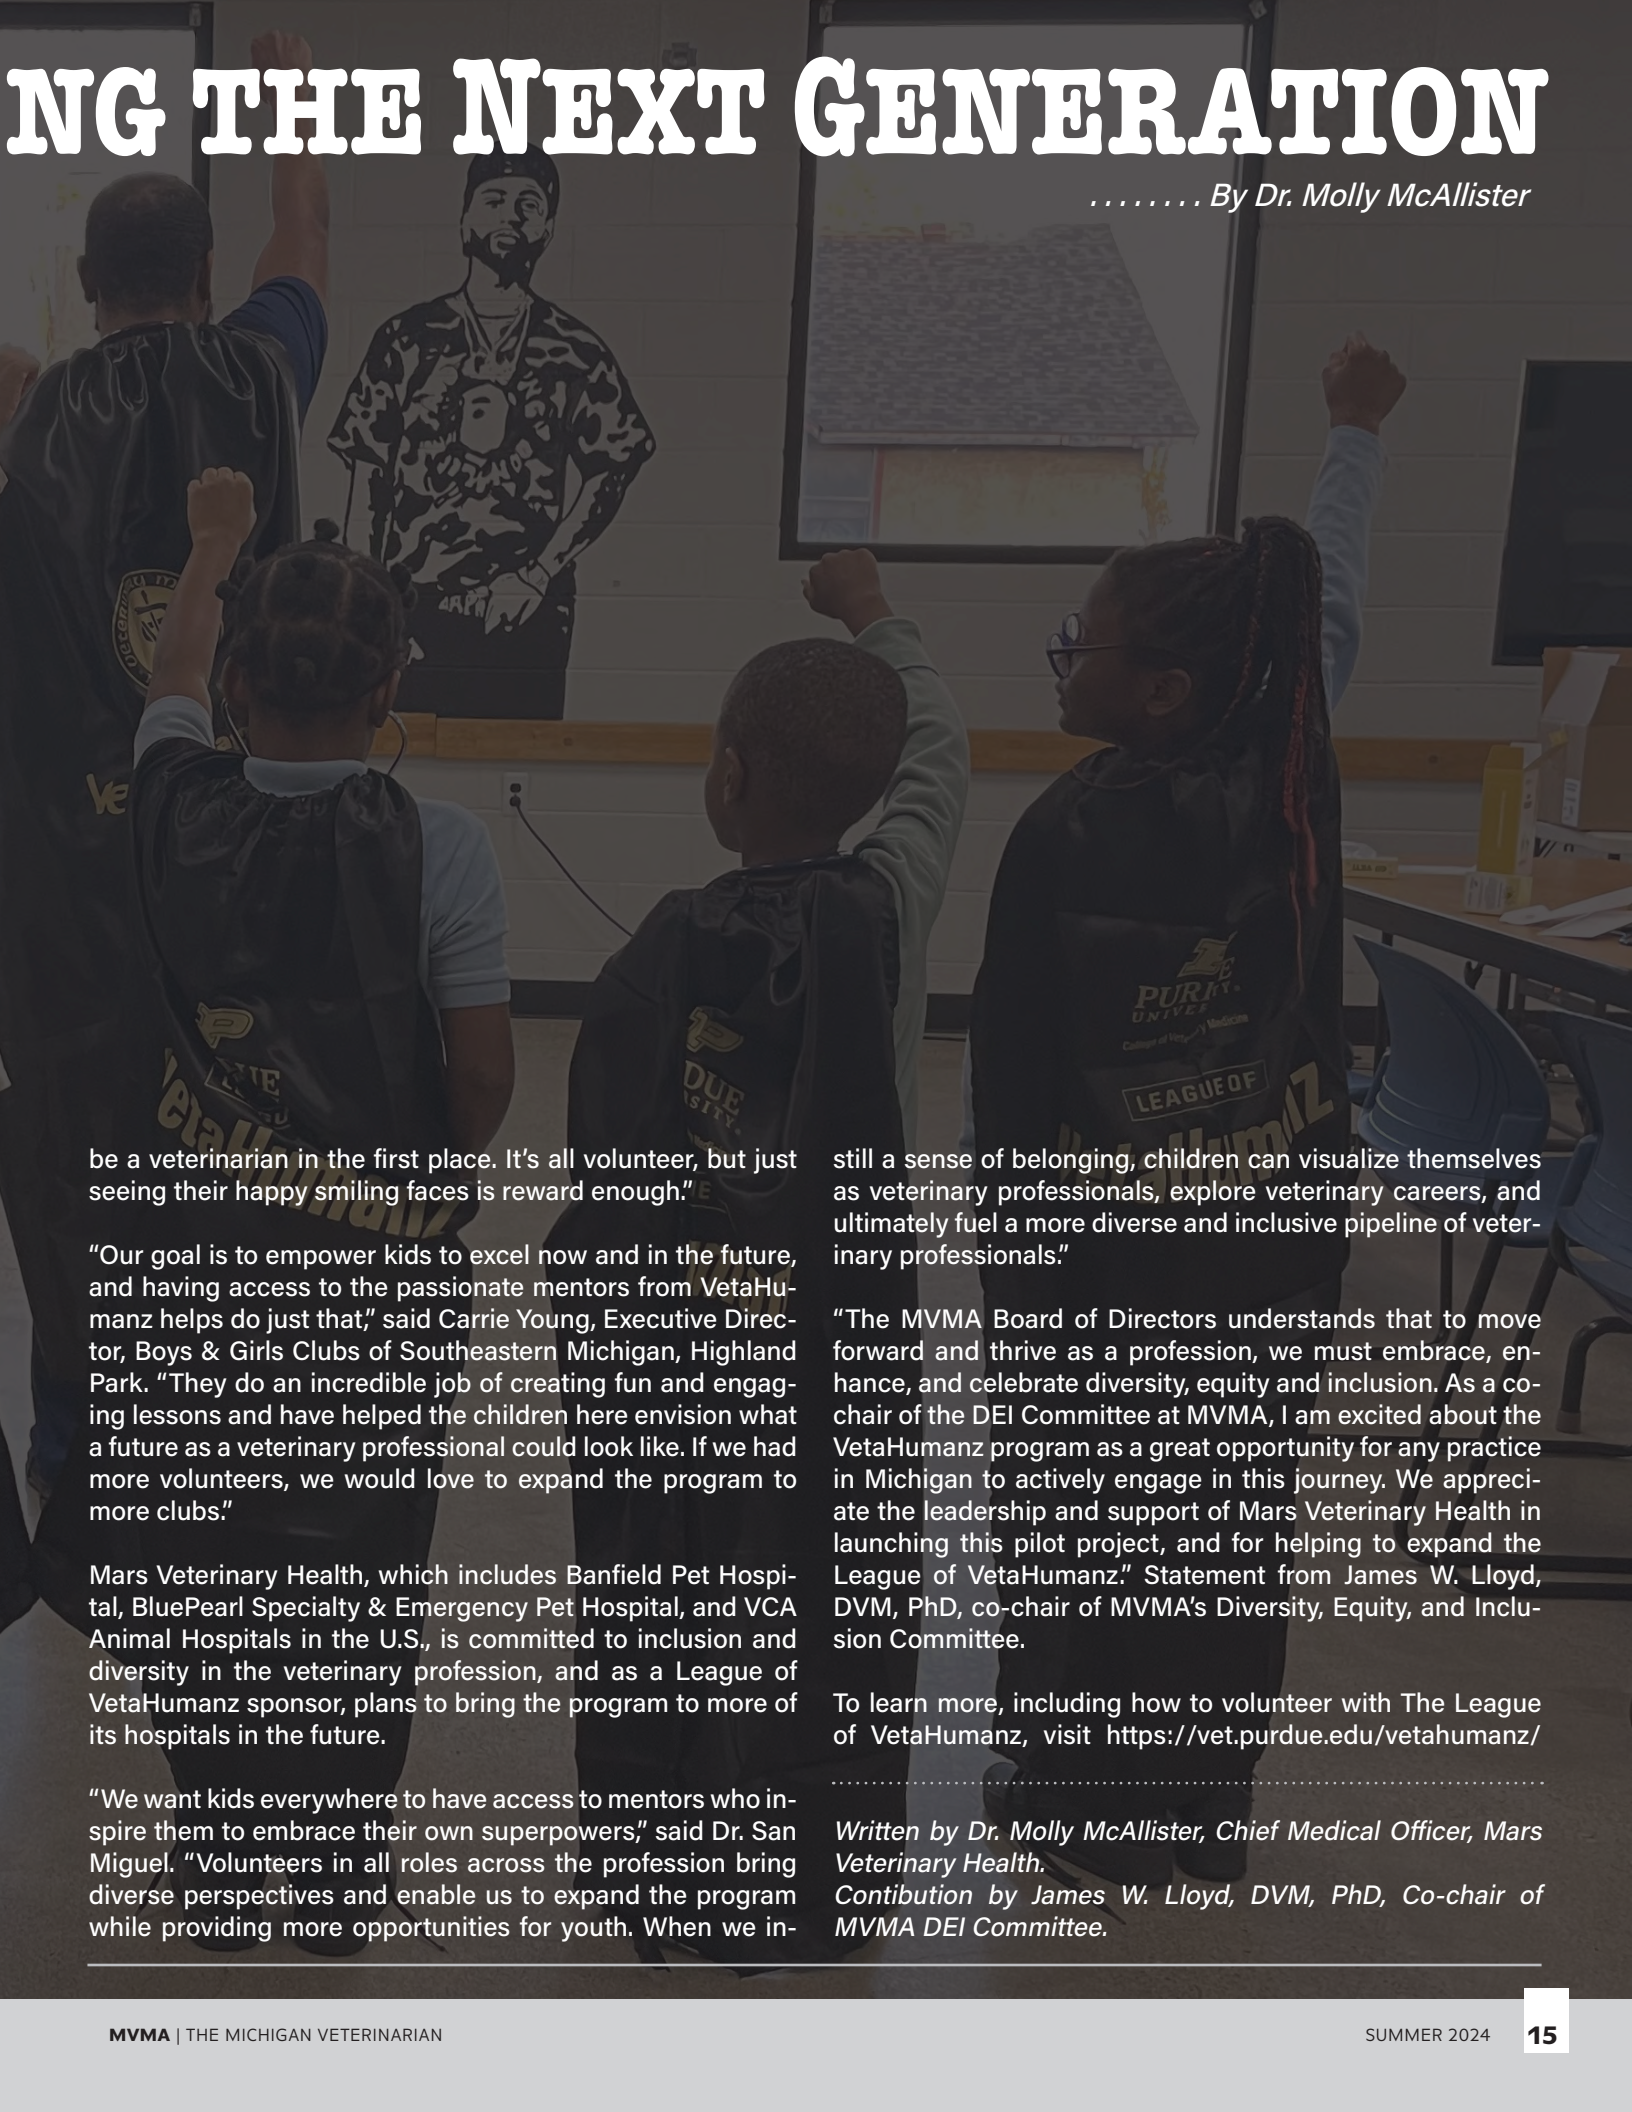 NG THE NEXT GENERATION
. . . . . . . . By Dr. Molly McAllister
LEAGUE OF
VetaHumanz
be a veterinarian in the first place. It’s all volunteer, but just
seeing their happy smiling faces is reward enough.”
“Our goal is to empower kids to excel now and in the future,
and having access to the passionate mentors from VetaHu-
manz helps do just that,” said Carrie Young, Executive Direc-
tor, Boys & Girls Clubs of Southeastern Michigan, Highland
Park. “They do an incredible job of creating fun and engag-
ing lessons and have helped the children here envision what
a future as a veterinary professional could look like. If we had
more volunteers, we would love to expand the program to
more clubs.”
Mars Veterinary Health, which includes Banfield Pet Hospi-
tal, BluePearl Specialty & Emergency Pet Hospital, and VCA
Animal Hospitals in the U.S., is committed to inclusion and
diversity in the veterinary profession, and as a League of
VetaHumanz sponsor, plans to bring the program to more of
its hospitals in the future.
“We want kids everywhere to have access to mentors who in-
spire them to embrace their own superpowers,” said Dr. San
Miguel. “Volunteers in all roles across the profession bring
diverse perspectives and enable us to expand the program
while providing more opportunities for youth. When we in-
still a sense of belonging, children can visualize themselves
as veterinary professionals, explore veterinary careers, and
ultimately fuel a more diverse and inclusive pipeline of veter-
inary professionals.”
“The MVMA Board of Directors understands that to move
forward and thrive as a profession, we must embrace, en-
hance, and celebrate diversity, equity and inclusion. As a co-
chair of the DEI Committee at MVMA, I am excited about the
VetaHumanz program as a great opportunity for any practice
in Michigan to actively engage in this journey. We appreci-
ate the leadership and support of Mars Veterinary Health in
launching this pilot project, and for helping to expand the
League of VetaHumanz.” Statement from James W. Lloyd,
DVM, PhD, co-chair of MVMA’s Diversity, Equity, and Inclu-
sion Committee.
To learn more, including how to volunteer with The League
of VetaHumanz, visit https://vet.purdue.edu/vetahumanz/
Written by Dr. Molly McAllister, Chief Medical Officer, Mars
Veterinary Health.
Contibution by James W. Lloyd, DVM, PhD, Co-chair of
MVMA DEI Committee.
MVMA | THE MICHIGAN VETERINARIAN
SUMMER 2024 15